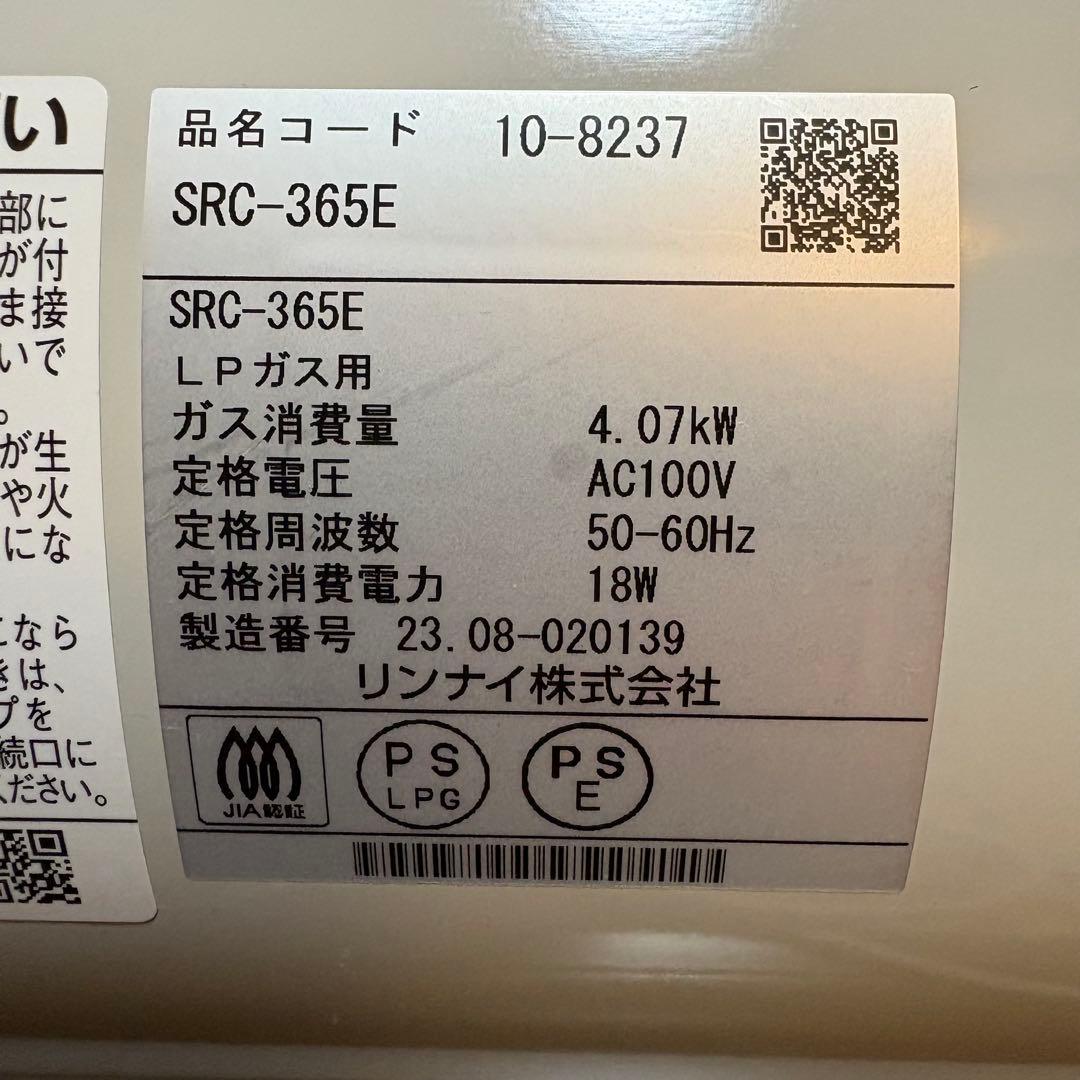 い
部に
が付
ま接
いで
。
が生
や火
にな
なら
きは、
プを
続口に
ください。
品名コード 10-8237
SRC-365E
SRC-365E
LPガス用
ガス消費量 4.07kW
定格電圧 AC100V
定格周波数 50-60Hz
定格消費電力 18W
製造番号 23.08-020139
リンナイ株式会社
JIA認証
PS
LPG
PS
E